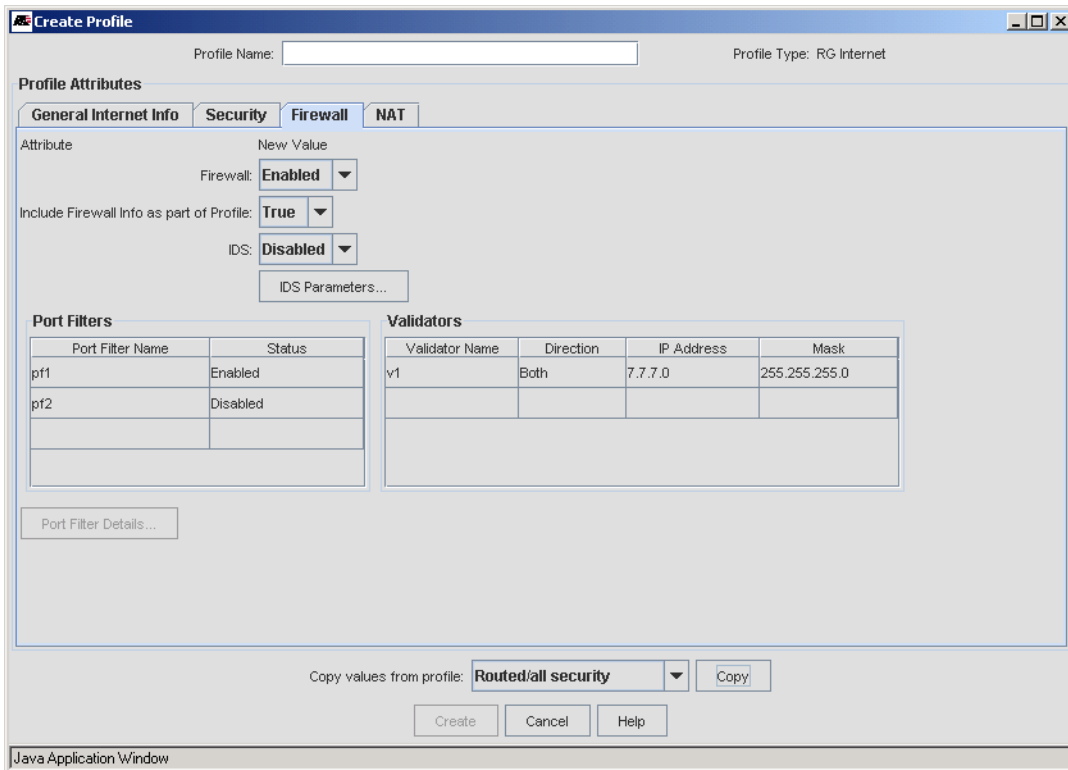 Create Profile
Profile Name:
Profile Type: RG Internet
Profile Attributes
General Internet Info Security Firewall NAT
Attribute New Value
Firewall: Enabled
Include Firewall Info as part of Profile: True
IDS: Disabled
IDS Parameters...
Port Filters
Port Filter Name Status
pf1 Enabled
pf2 Disabled
Validators
Validator Name Direction IP Address Mask
v1 Both 7.7.7.0 255.255.255.0
Port Filter Details...
Copy values from profile: Routed/all security Copy
Create Cancel Help
Java Application Window